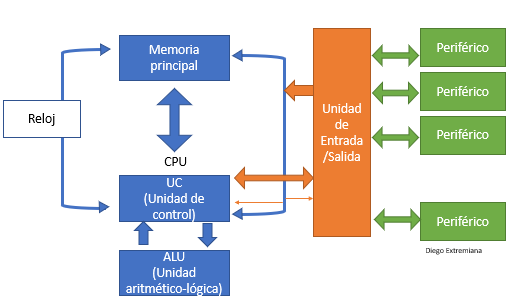 Memoria
principal
Reloj
CPU
UC
(Unidad de
control)
ALU
(Unidad
aritmético-lógica)
Unidad
de
Entrada
/Salida
Periférico
Periférico
Periférico
Periférico
Diego Extremiana